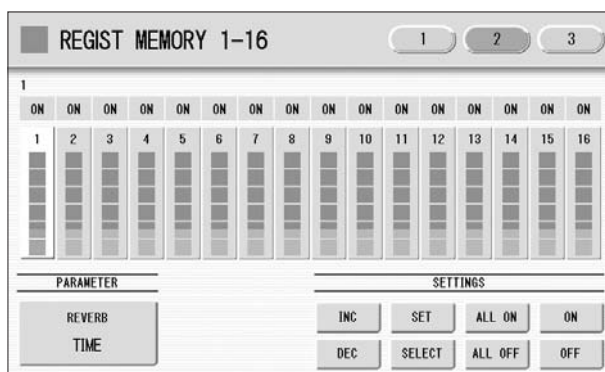 REGIST MEMORY 1-16 1 2 3
1
ON ON ON ON ON ON ON ON ON ON ON ON ON ON ON ON
1 2 3 4 5 6 7 8 9 10 11 12 13 14 15 16
PARAMETER SETTINGS
REVERB INC SET ALL ON ON
TIME DEC SELECT ALL OFF OFF